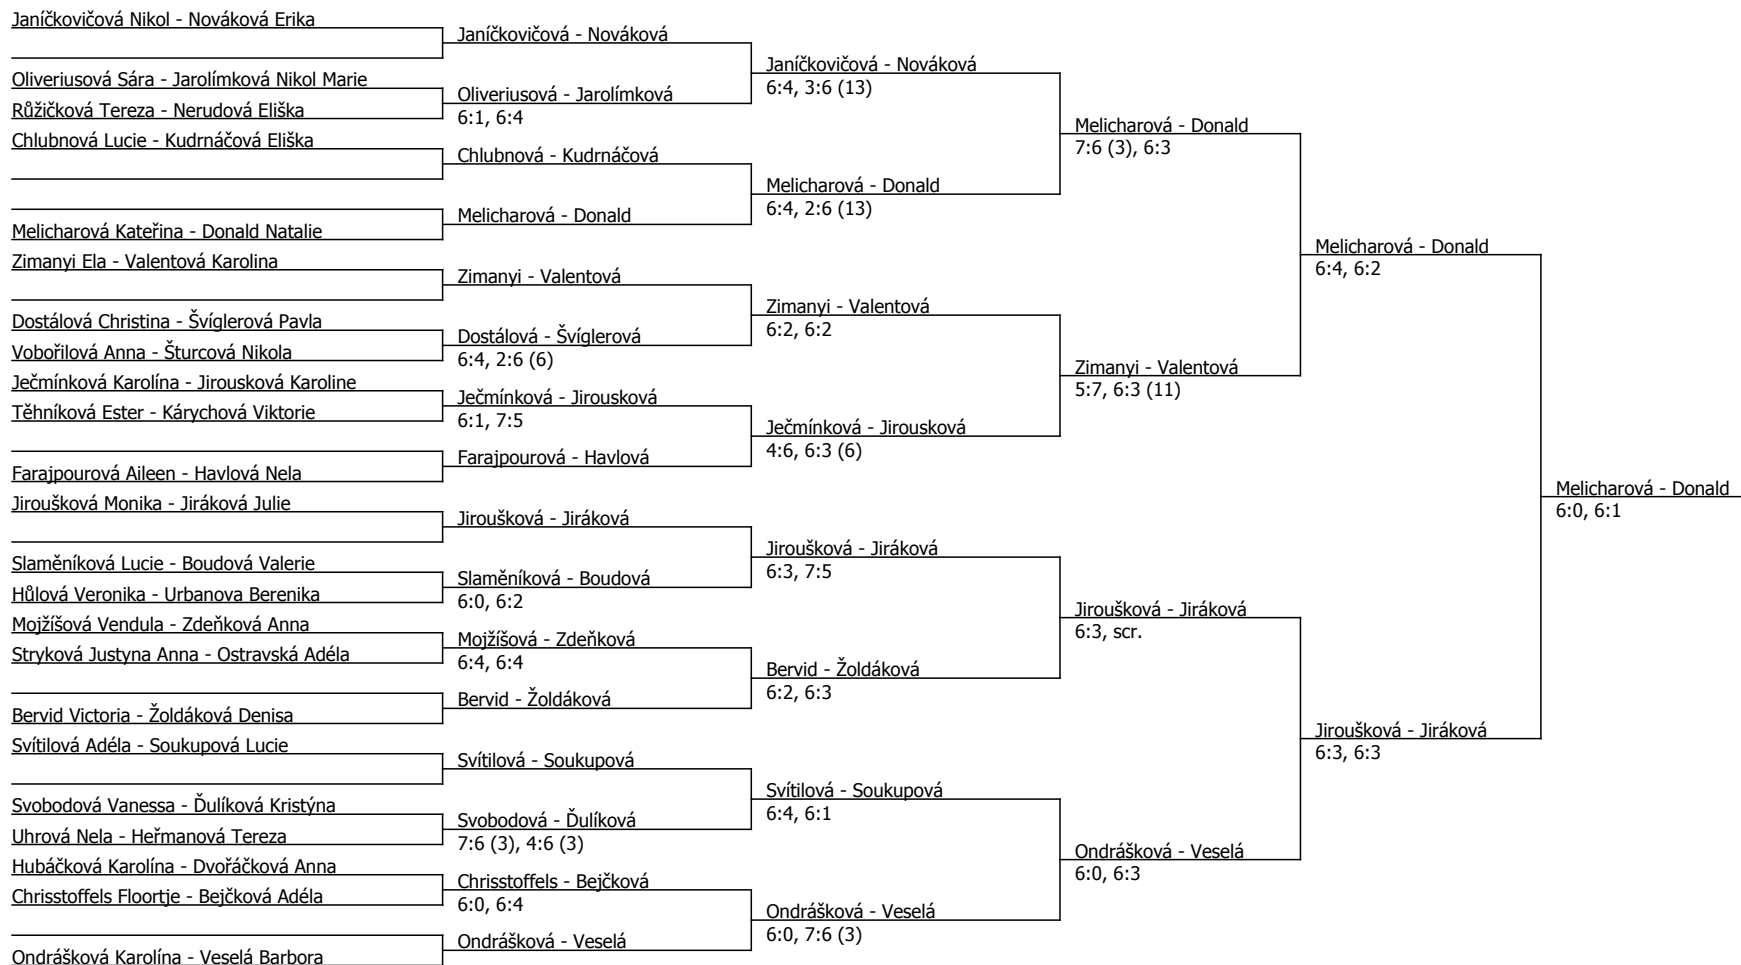 Janíčkovičová Nikol - Nováková Erika
Oliveriusová Sára - Jarolímková Nikol Marie
Růžičková Tereza - Nerudová Eliška
Chlubnová Lucie - Kudrnáčová Eliška
Melicharová Kateřina - Donald Natalie
Zimanyi Ela - Valentová Karolina
Dostálová Christina - Švíglerová Pavla
Vobořilová Anna - Šturcová Nikola
Ječmínková Karolína - Jirousková Karoline
Těhníková Ester - Kárychová Viktorie
Farajpourová Aileen - Havlová Nela
Jiroušková Monika - Jiráková Julie
Slaměníková Lucie - Boudová Valerie
Hůlová Veronika - Urbanova Berenika
Mojžíšová Vendula - Zdeňková Anna
Stryková Justyna Anna - Ostravská Adéla
Bervid Victoria - Žoldáková Denisa
Svítilová Adéla - Soukupová Lucie
Svobodová Vanessa - Ďulíková Kristýna
Uhrová Nela - Heřmanová Tereza
Hubáčková Karolína - Dvořáčková Anna
Chrisstoffels Floortje - Bejčková Adéla
Ondrášková Karolína - Veselá Barbora
Janíčkovičová - Nováková
Oliveriusová - Jarolímková
6:1, 6:4
Chlubnová - Kudrnáčová
Melicharová - Donald
Zimanyi - Valentová
Dostálová - Švíglerová
6:4, 2:6 (6)
Ječmínková - Jirousková
6:1, 7:5
Farajpourová - Havlová
Jiroušková - Jiráková
Slaměníková - Boudová
6:0, 6:2
Mojžíšová - Zdeňková
6:4, 6:4
Bervid - Žoldáková
Svítilová - Soukupová
Svobodová - Ďulíková
7:6 (3), 4:6 (3)
Chrisstoffels - Bejčková
6:0, 6:4
Ondrášková - Veselá
Janíčkovičová - Nováková
6:4, 3:6 (13)
Melicharová - Donald
6:4, 2:6 (13)
Zimanyi - Valentová
6:2, 6:2
Ječmínková - Jirousková
4:6, 6:3 (6)
Jiroušková - Jiráková
6:3, 7:5
Bervid - Žoldáková
6:2, 6:3
Svítilová - Soukupová
6:4, 6:1
Ondrášková - Veselá
6:0, 7:6 (3)
Melicharová - Donald
7:6 (3), 6:3
Zimanyi - Valentová
5:7, 6:3 (11)
Jiroušková - Jiráková
6:3, scr.
Ondrášková - Veselá
6:0, 6:3
Melicharová - Donald
6:4, 6:2
Jiroušková - Jiráková
6:3, 6:3
Melicharová - Donald
6:0, 6:1